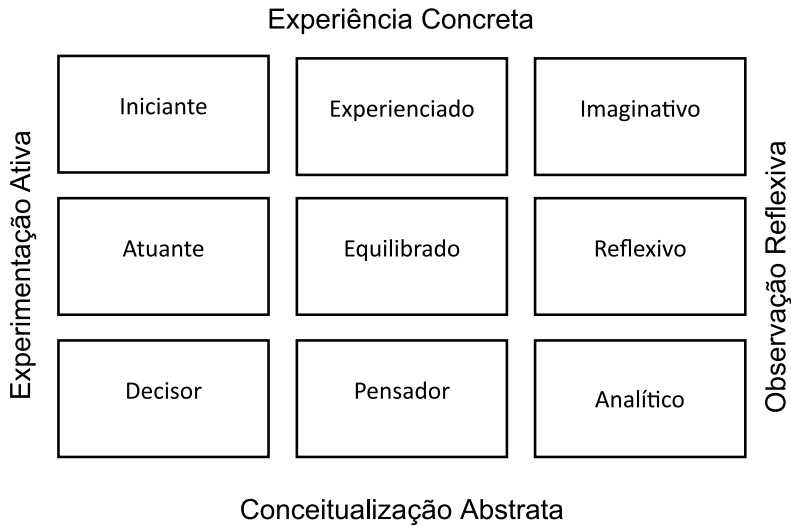 Experiência Concreta
Iniciante
Experienciado
Imaginativo
Experimentação Ativa
Atuante
Equilibrado
Reflexivo
Observação Reflexiva
Decisor
Pensador
Analítico
Conceitualização Abstrata